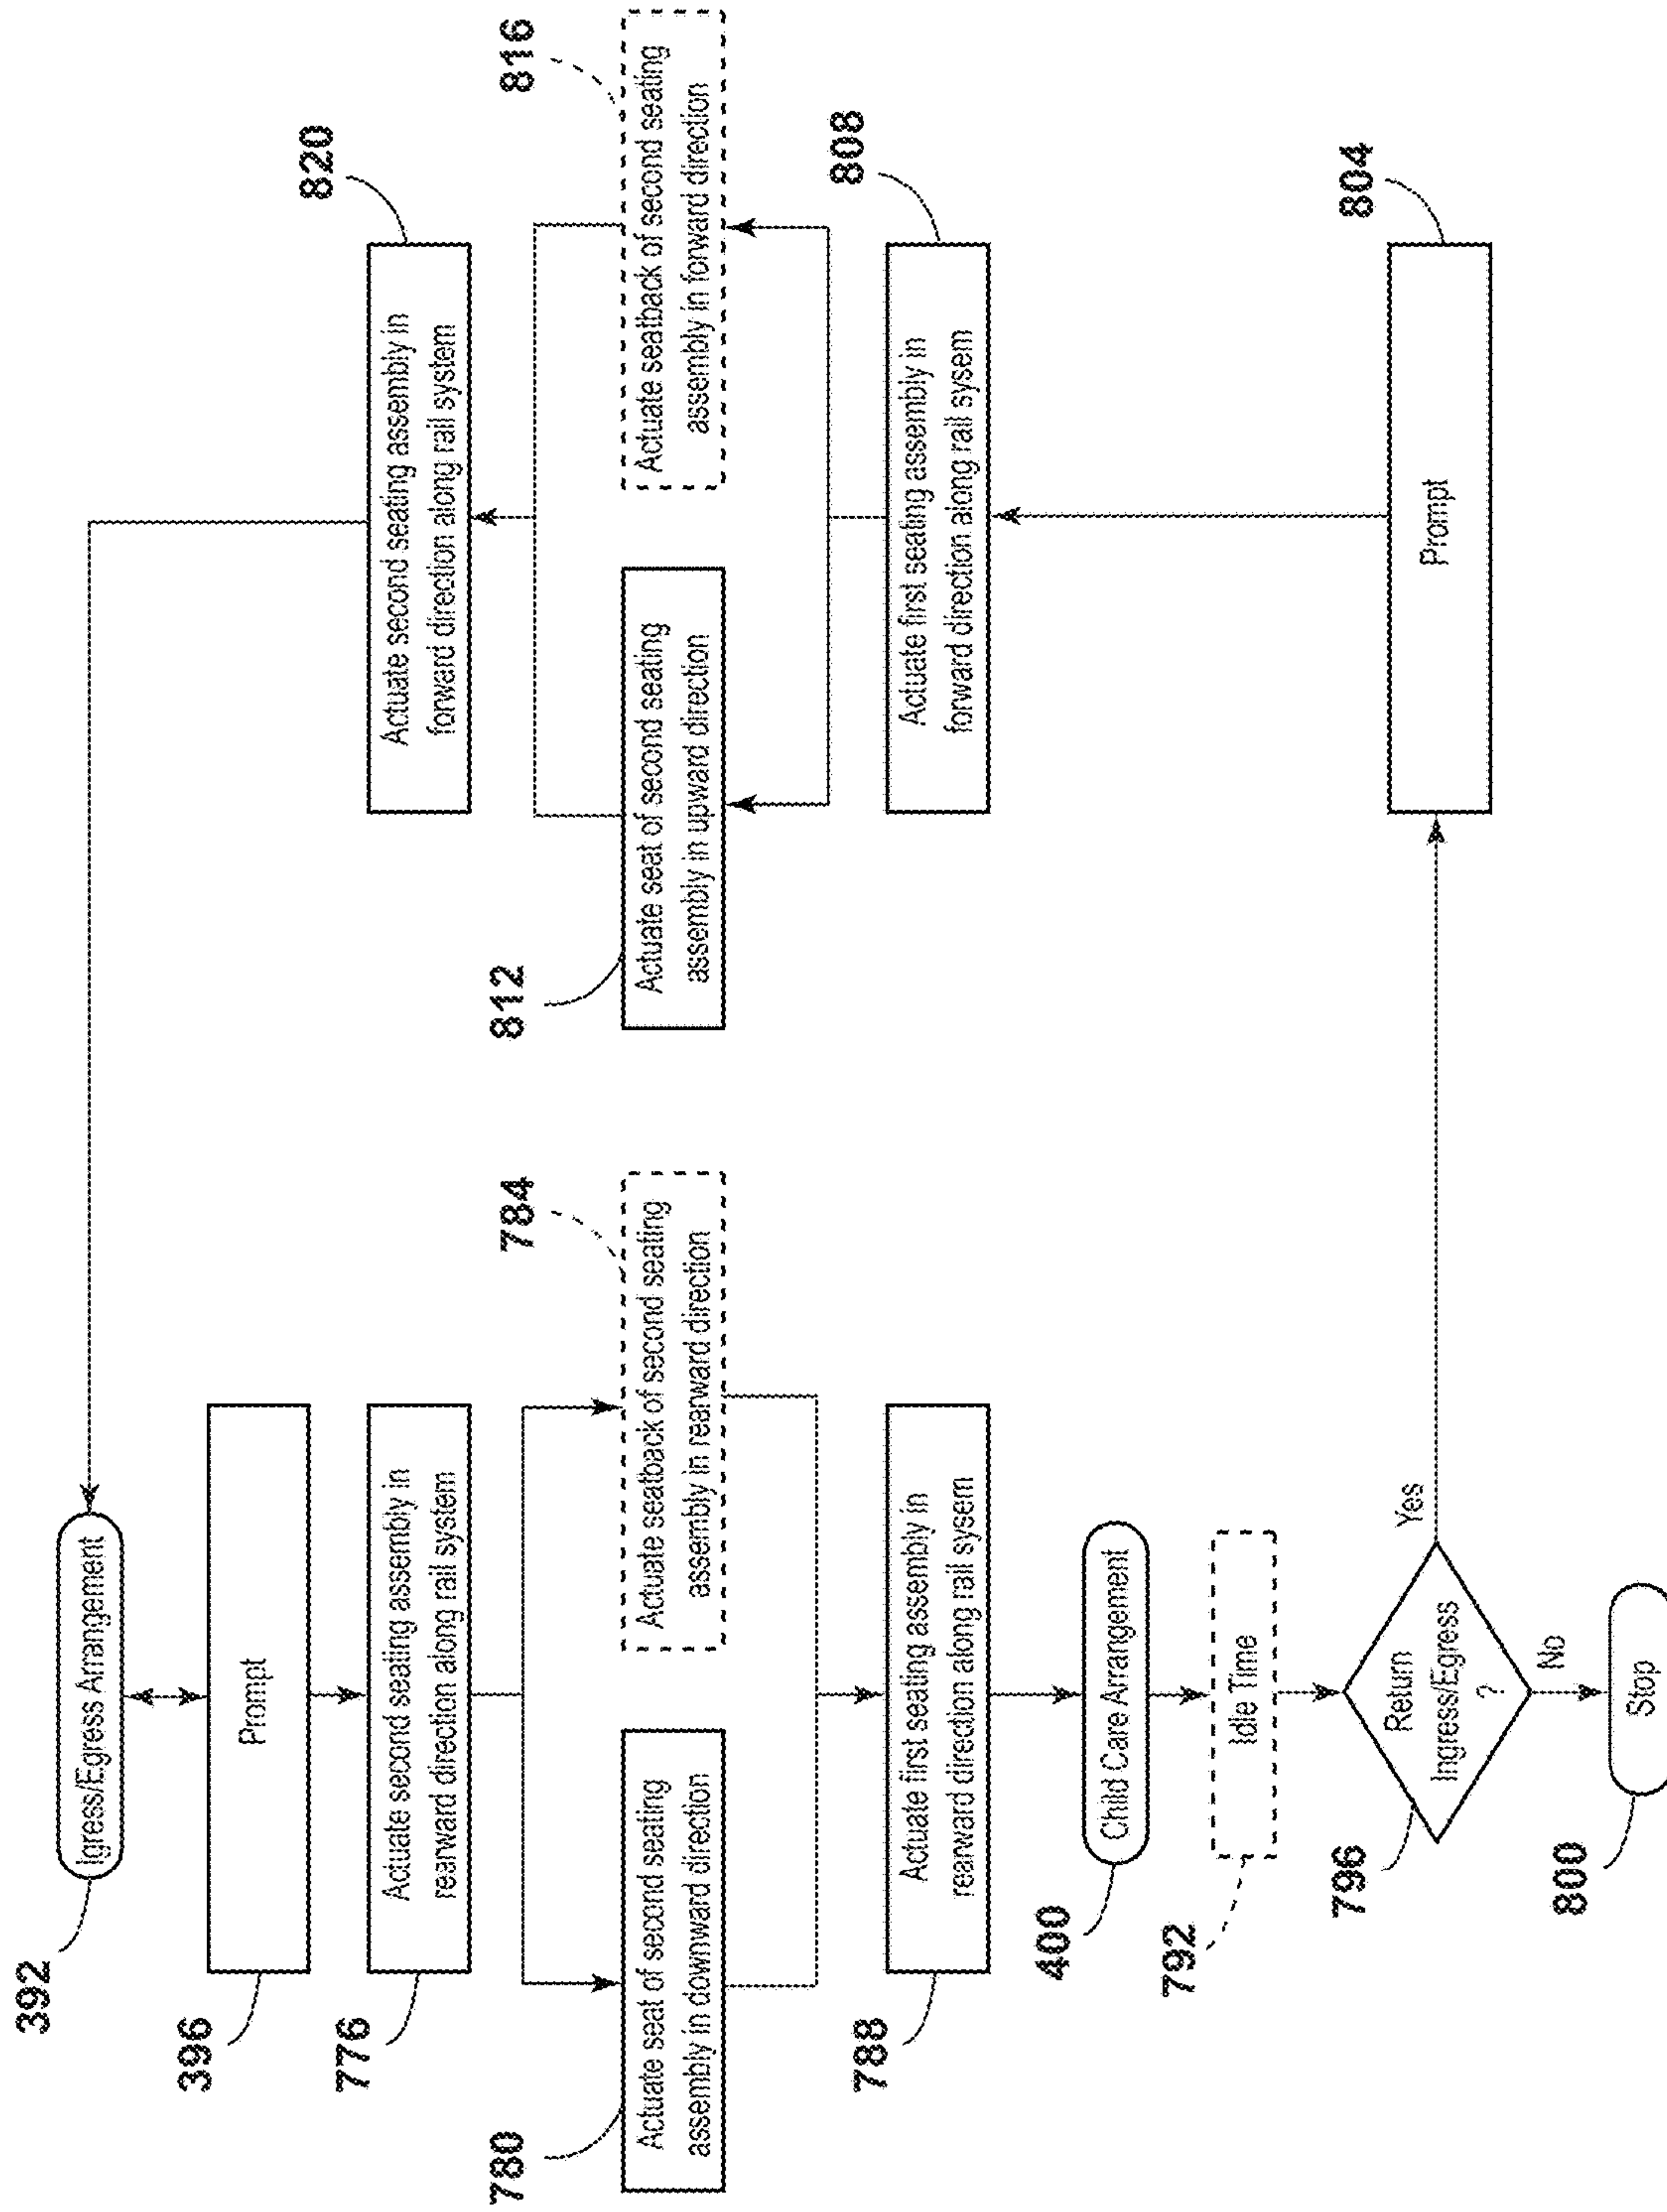 392
Igress/Egress Arrangement
396
Prompt
776
Actuate second seating assembly in
rearward direction along rail system
780
Actuate seat of second seating
assembly in downward direction
784
Actuate seatback of second seating
assembly in rearward direction
788
Actuate first seating assembly in
rearward direction along rail sysem
400
Child Care Arrangement
792
Idle Time
796
Return
Ingress/Egress
?
Yes
No
800
Stop
804
Prompt
808
Actuate first seating assembly in
forward direction along rail sysem
812
Actuate seat of second seating
assembly in upward direction
816
Actuate seatback of second seating
assembly in forward direction
820
Actuate second seating assembly in
forward direction along rail system